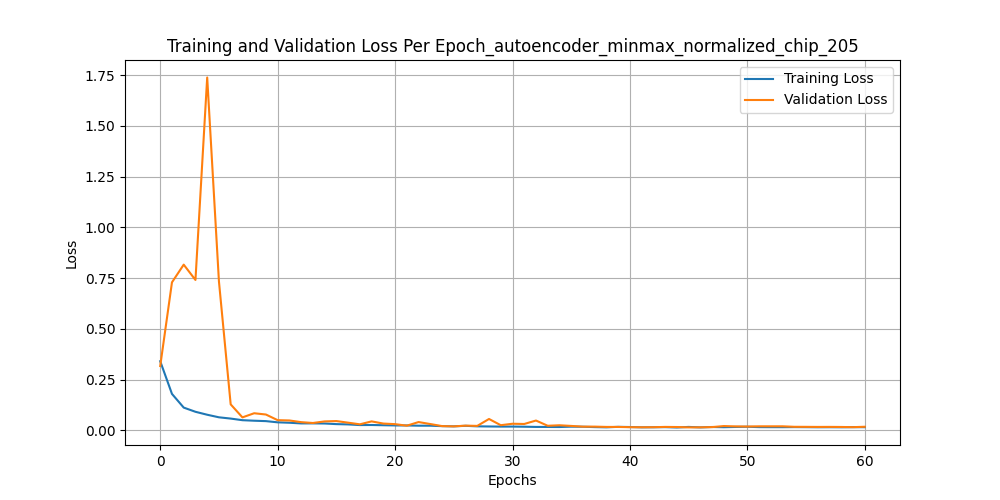 Training and Validation Loss Per Epoch_autoencoder_minmax_normalized_chip_205
Training Loss
Validation Loss
1.75
1.50
1.25
1.00
0.75
0.50
0.25
0.00
Loss
0 10 20 30 40 50 60
Epochs